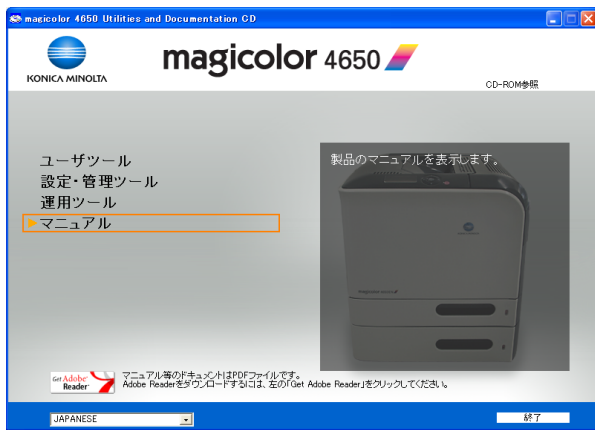 magicolor 4650 Utilities and Documentation CD
KONICA MINOLTA
magicolor 4650
CD-ROM参照
ユーザツール
設定・管理ツール
運用ツール
マニュアル
製品のマニュアルを表示します。
Get Adobe Reader
マニュアル等のドキュメントはPDFファイルです。
Adobe Readerをダウンロードするには、左の「Get Adobe Reader」をクリックしてください。
JAPANESE
終了